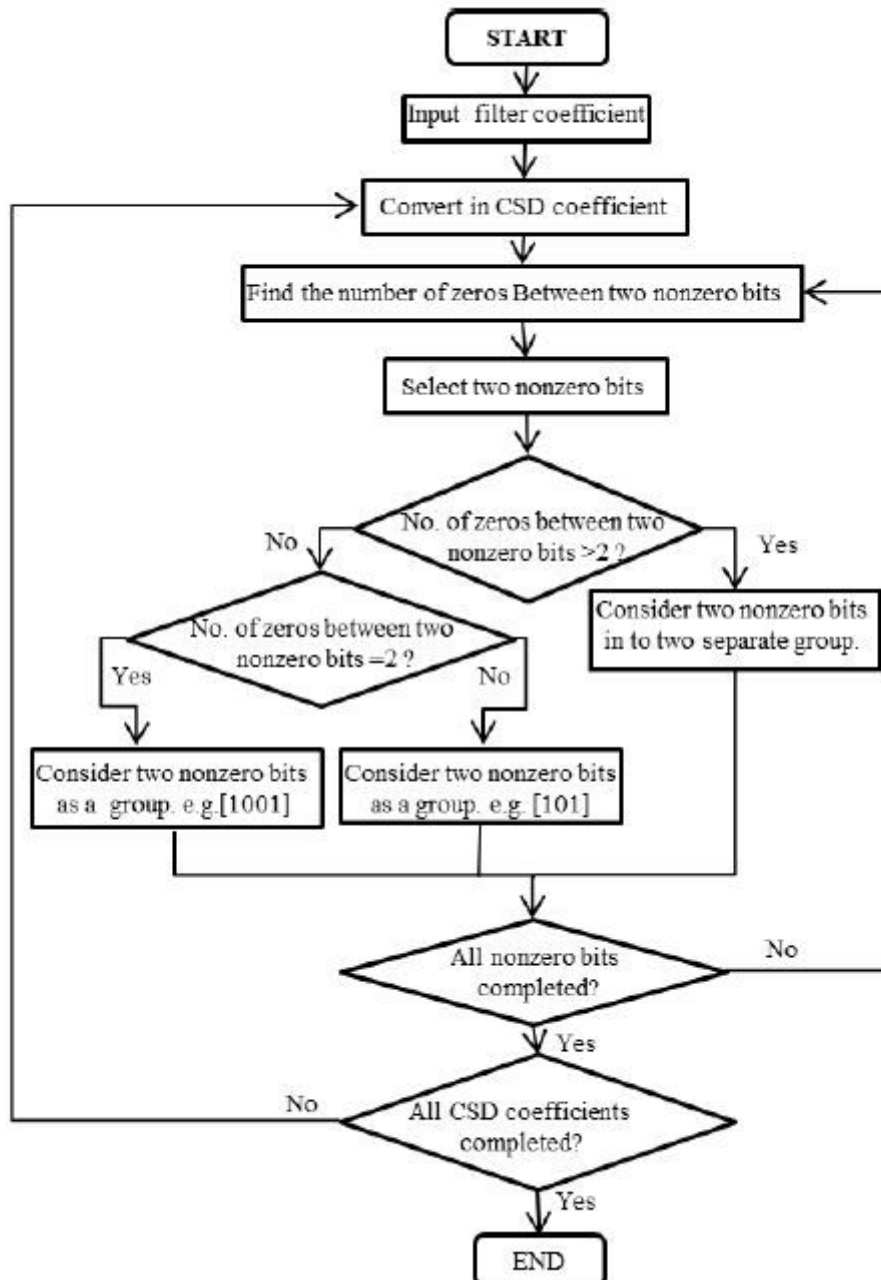 START
Input filter coefficient
Convert in CSD coefficient
Find the number of zeros Between two nonzero bits
Select two nonzero bits
No. of zeros between two
nonzero bits >2 ?
No
Yes
No. of zeros between two
nonzero bits =2 ?
Consider two nonzero bits
in to two separate group.
Yes
No
Consider two nonzero bits
as a group. e.g.[1001]
Consider two nonzero bits
as a group. e.g. [101]
All nonzero bits
completed?
No
Yes
All CSD coefficients
completed?
No
Yes
END